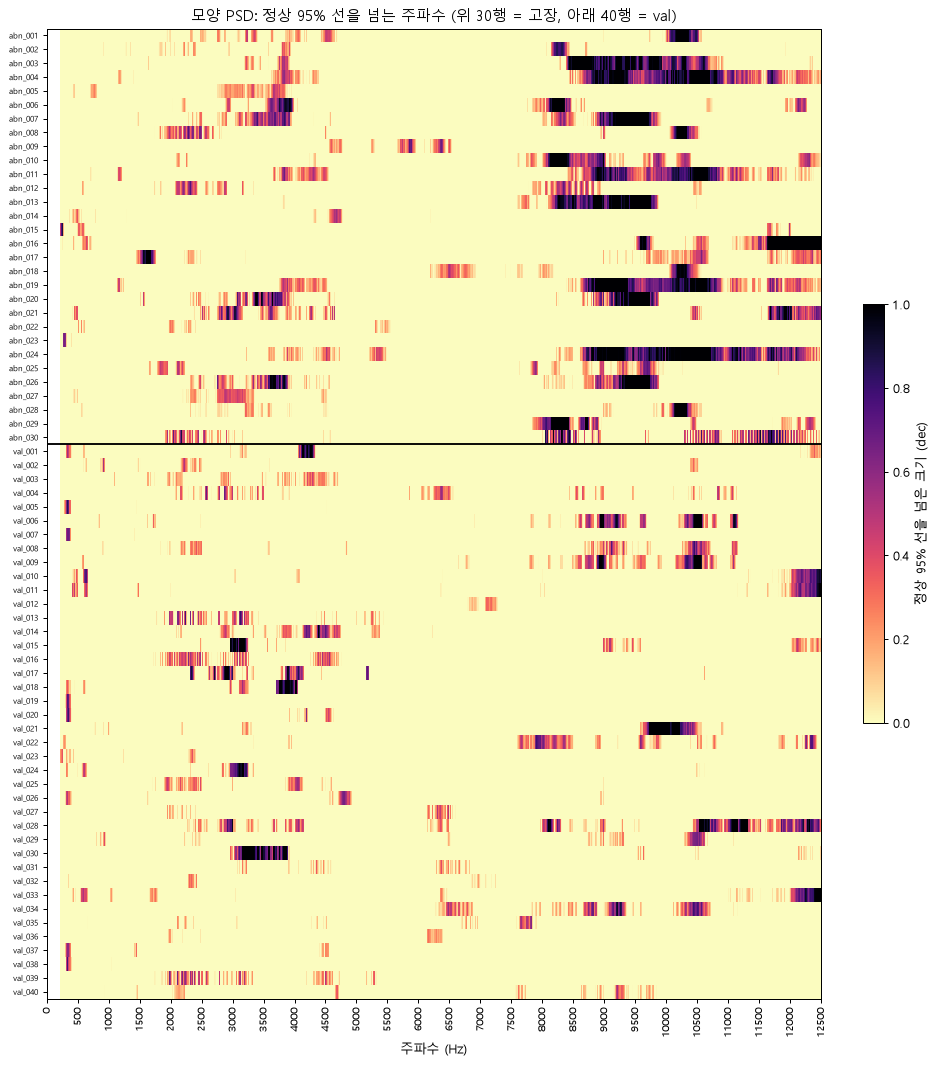 모양 PSD: 정상 95% 선을 넘는 주파수 (위 30행 = 고장, 아래 40행 = val)
abn_001
abn_002
abn_003
abn_004
abn_005
abn_006
abn_007
abn_008
abn_009
abn_010
abn_011
abn_012
abn_013
abn_014
abn_015
abn_016
abn_017
abn_018
abn_019
abn_020
abn_021
abn_022
abn_023
abn_024
abn_025
abn_026
abn_027
abn_028
abn_029
abn_030
val_001
val_002
val_003
val_004
val_005
val_006
val_007
val_008
val_009
val_010
val_011
val_012
val_013
val_014
val_015
val_016
val_017
val_018
val_019
val_020
val_021
val_022
val_023
val_024
val_025
val_026
val_027
val_028
val_029
val_030
val_031
val_032
val_033
val_034
val_035
val_036
val_037
val_038
val_039
val_040
0 500 1000 1500 2000 2500 3000 3500 4000 4500 5000 5500 6000 6500 7000 7500 8000 8500 9000 9500 10000 10500 11000 11500 12000 12500
주파수 (Hz)
1.0
0.8
0.6
0.4
0.2
0.0
정상 95% 선을 넘은 크기 (dec)